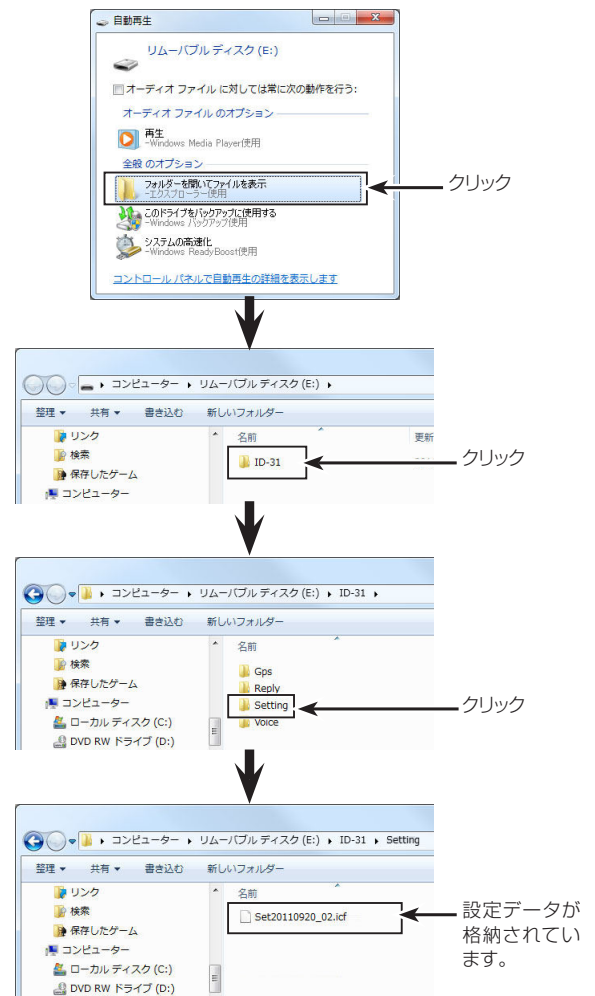 自動再生
リムーバブル ディスク (E:)
オーディオ ファイル に対しては常に次の動作を行う:
オーディオ ファイル のオプション
再生
-Windows Media Player使用
全般 のオプション
フォルダーを開いてファイルを表示
-エクスプローラー使用
クリック
このドライブをバックアップに使用する
-Windows バックアップ使用
システムの高速化
-Windows ReadyBoost使用
コントロール パネルで自動再生の詳細を表示します
コンピューター ▸ リムーバブル ディスク (E:) ▸
整理 ▼ 共有 ▼ 書き込む 新しいフォルダー
リンク 名前 更新
検索 ID-31 クリック
保存したゲーム
コンピューター
コンピューター ▸ リムーバブル ディスク (E:) ▸ ID-31 ▸
整理 ▼ 共有 ▼ 書き込む 新しいフォルダー
リンク 名前
検索 Gps
保存したゲーム Reply
コンピューター Setting クリック
ローカル ディスク (C:) Voice
DVD RW ドライブ (D:)
コンピューター ▸ リムーバブル ディスク (E:) ▸ ID-31 ▸ Setting
整理 ▼ 共有 ▼ 書き込む 新しいフォルダー
リンク 名前
検索 Set20110920_02.icf
保存したゲーム
コンピューター
ローカル ディスク (C:)
DVD RW ドライブ (D:)
設定データが
格納されてい
ます。